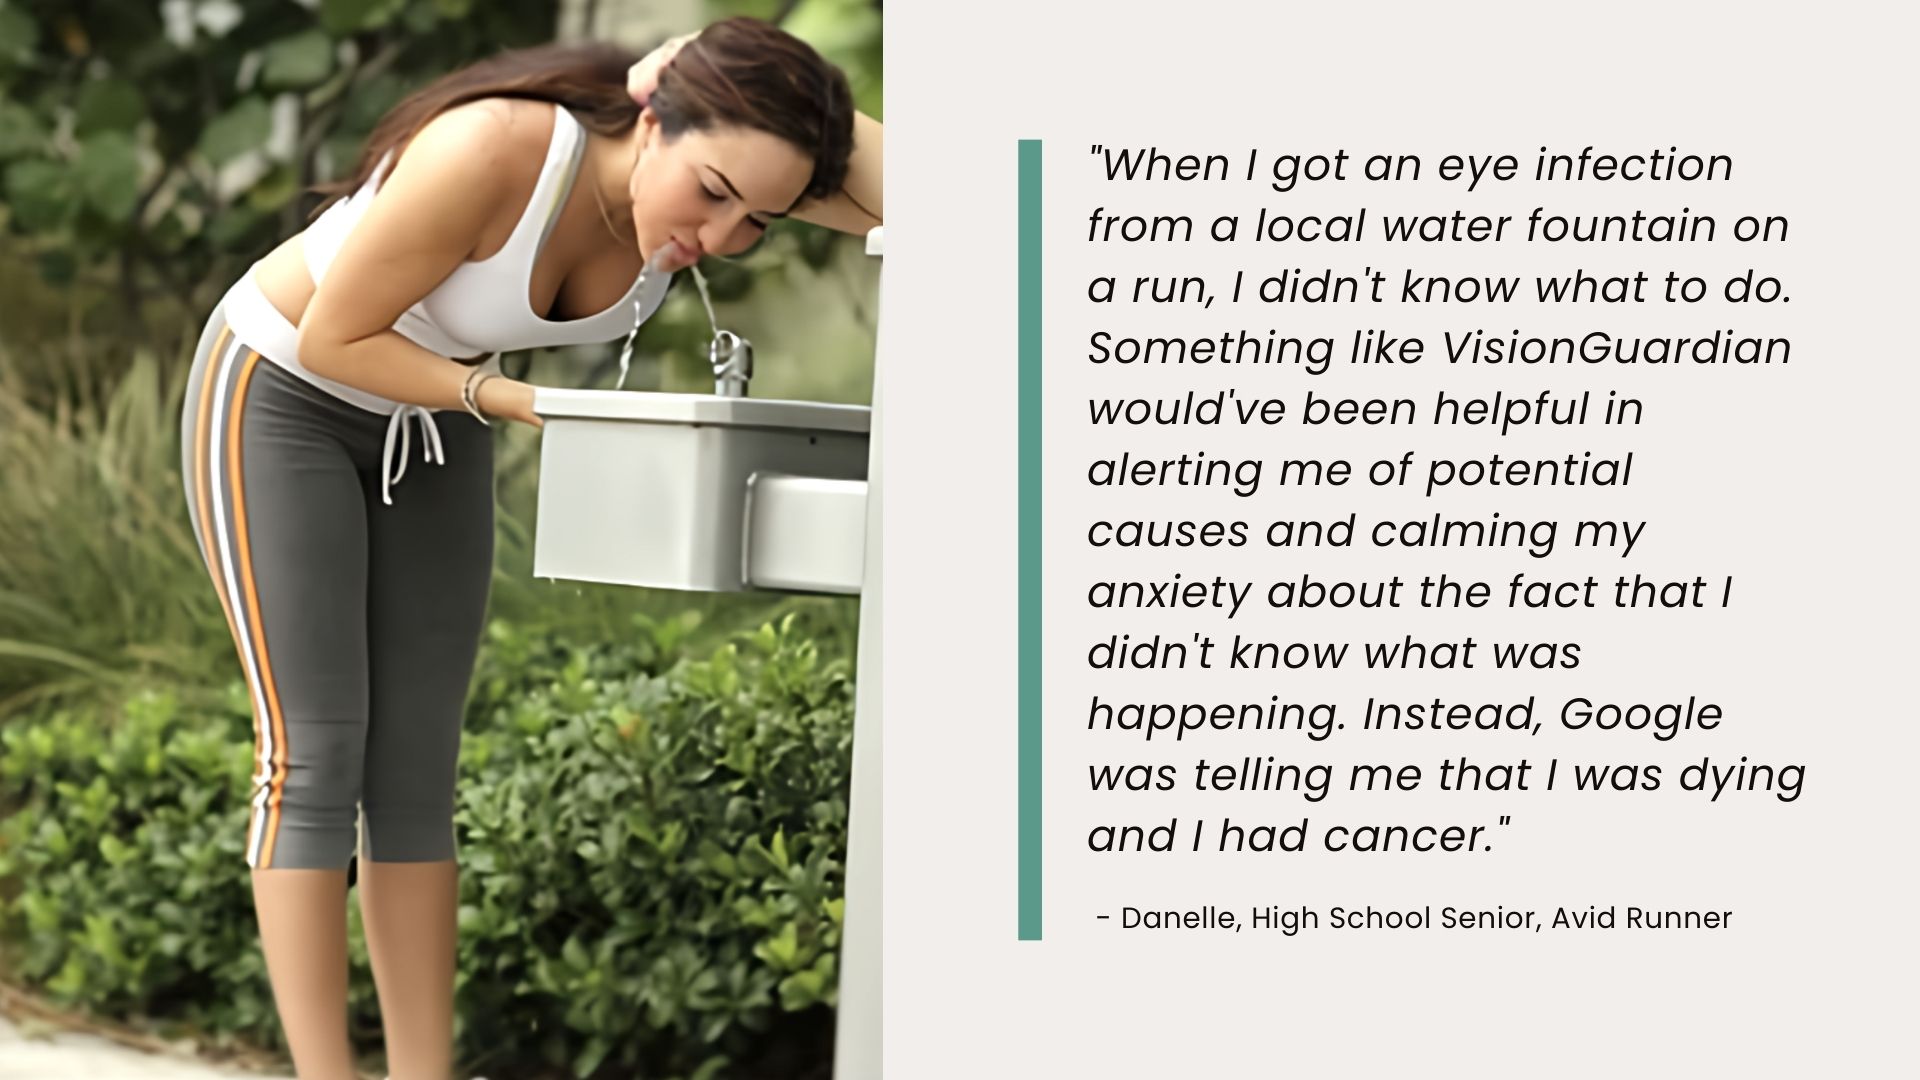 "When I got an eye infection
from a local water fountain on
a run, I didn't know what to do.
Something like VisionGuardian
would've been helpful in
alerting me of potential
causes and calming my
anxiety about the fact that I
didn't know what was
happening. Instead, Google
was telling me that I was dying
and I had cancer."
- Danelle, High School Senior, Avid Runner